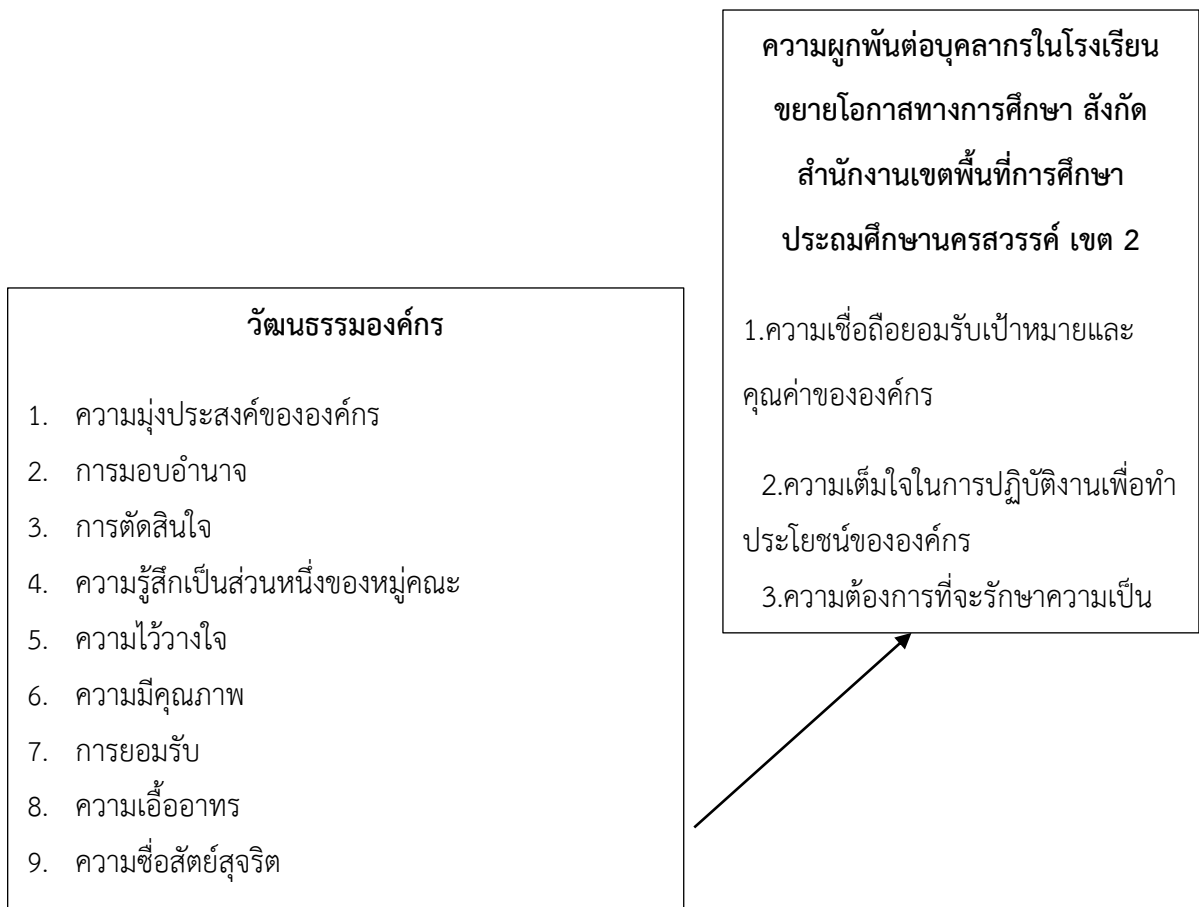 ความผูกพันต่อบุคลากรในโรงเรียน
ขยายโอกาสทางการศึกษา สังกัด
สำนักงานเขตพื้นที่การศึกษา
ประถมศึกษานครสวรรค์ เขต 2
1.ความเชื่อถือยอมรับเป้าหมายและ
คุณค่าขององค์กร
2.ความเต็มใจในการปฏิบัติงานเพื่อทำ
ประโยชน์ขององค์กร
3.ความต้องการที่จะรักษาความเป็น
วัฒนธรรมองค์กร
1. ความมุ่งประสงค์ขององค์กร
2. การมอบอำนาจ
3. การตัดสินใจ
4. ความรู้สึกเป็นส่วนหนึ่งของหมู่คณะ
5. ความไว้วางใจ
6. ความมีคุณภาพ
7. การยอมรับ
8. ความเอื้ออาทร
9. ความซื่อสัตย์สุจริต